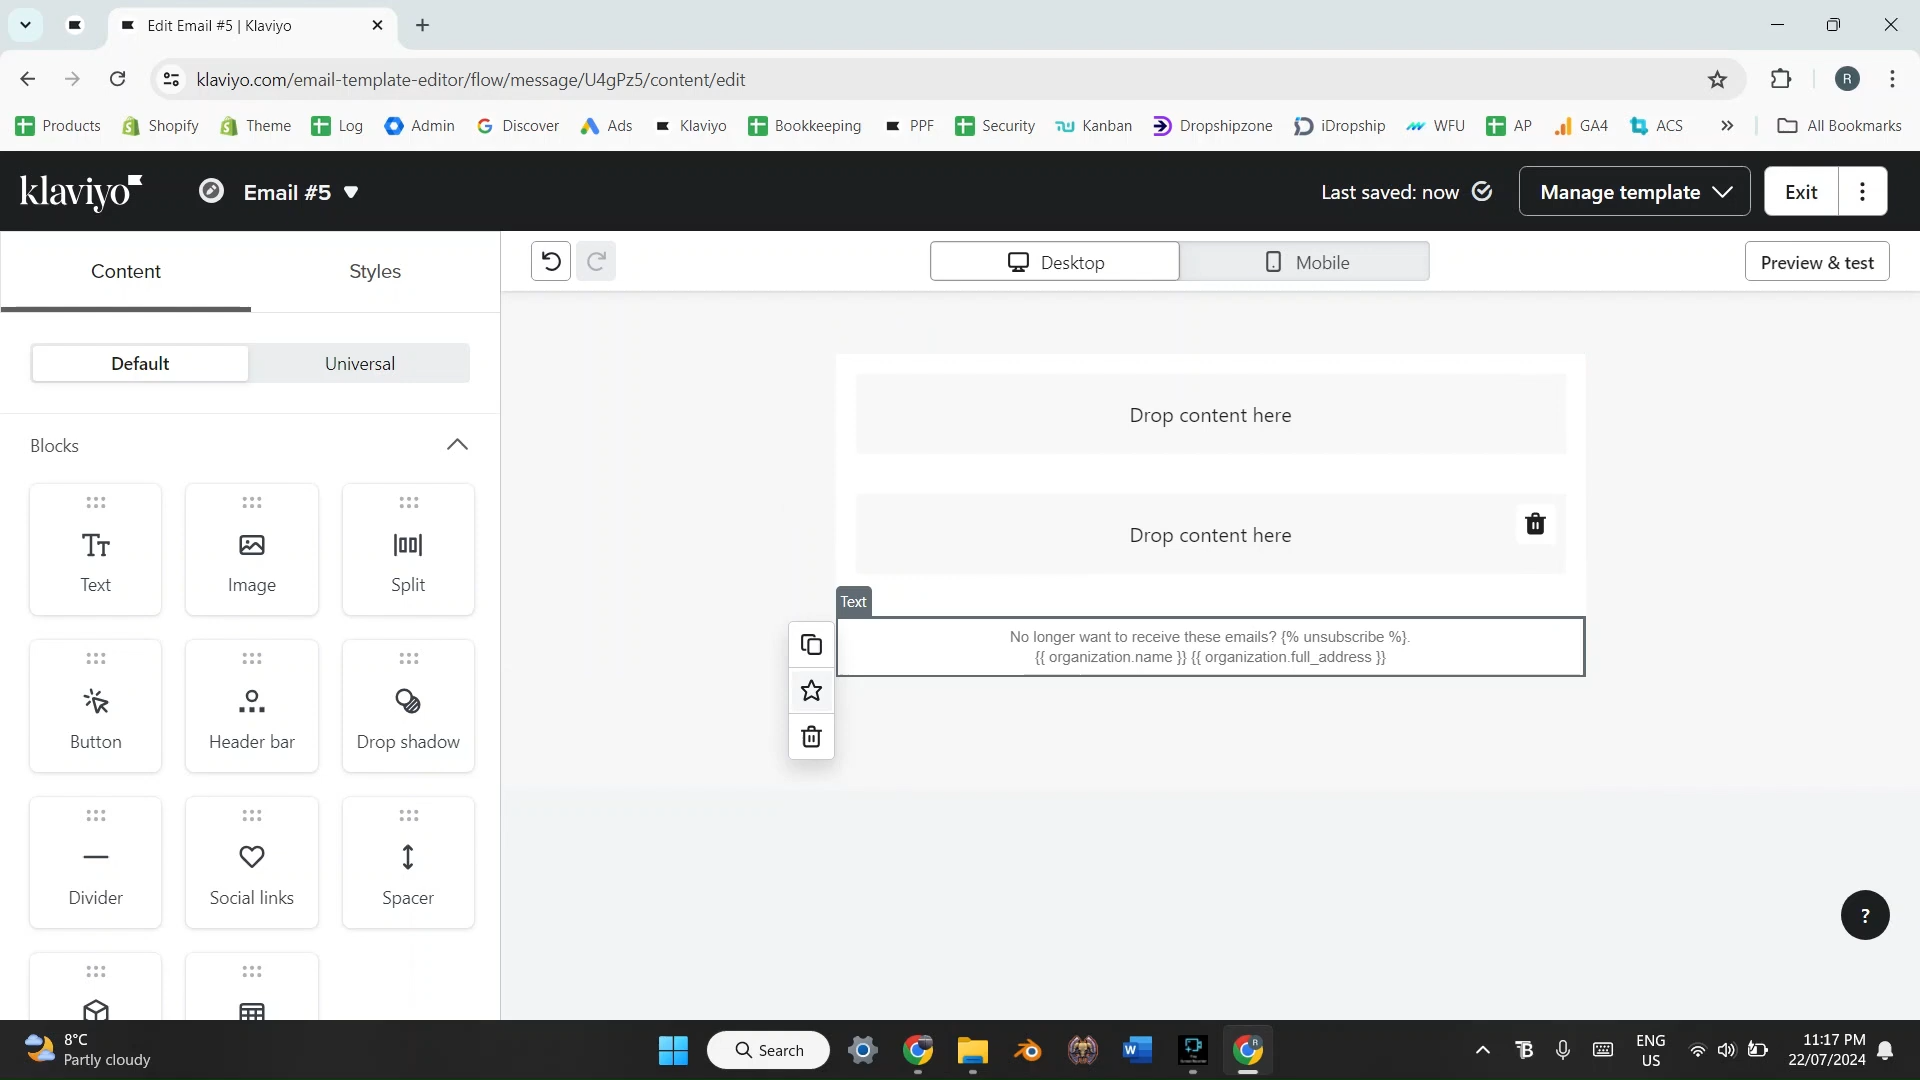 Edit Email #5 | Klaviyo
klaviyo.com/email-template-editor/flow/message/U4gPz5/content/edit
R
Products
Shopify
Theme
Log
Admin
Discover
Ads
Klaviyo
Bookkeeping
PPF
Security
Kanban
Dropshipzone
iDropship
WFU
AP
GA4
ACS
All Bookmarks
klaviyo
Email #5
Last saved: now
Manage template
Exit
Content
Styles
Desktop
Mobile
Preview & test
Default
Universal
Blocks
Text
Image
Split
Button
Header bar
Drop shadow
Divider
Social links
Spacer
Drop content here
Drop content here
Text
No longer want to receive these emails? {% unsubscribe %}.
{{ organization.name }} {{ organization.full_address }}
?
8°C
Partly cloudy
Search
ENG
US
11:17 PM
22/07/2024